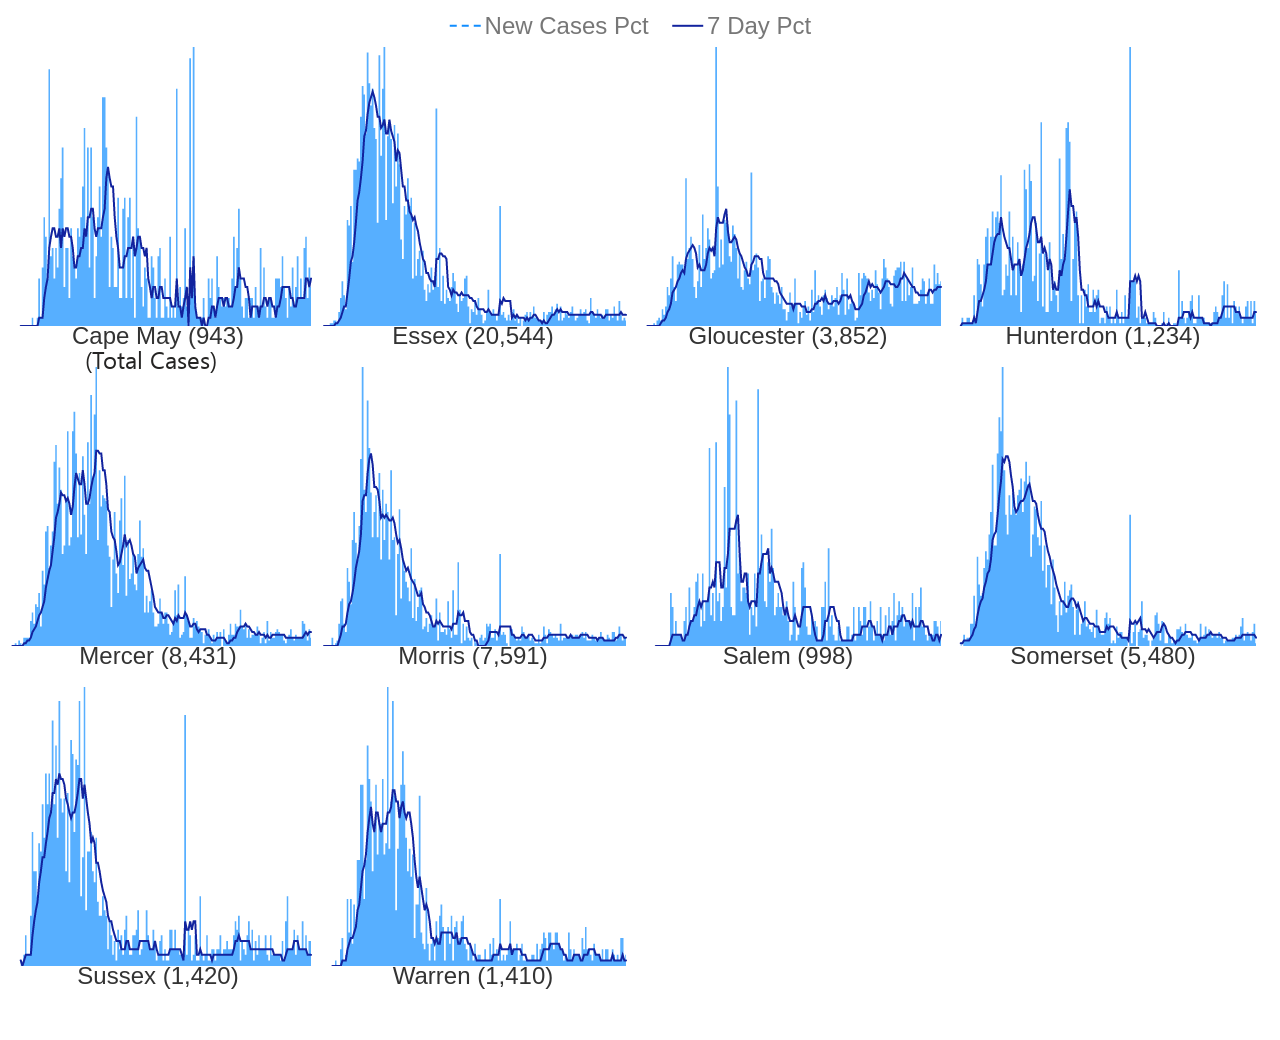 New Cases Pct 7 Day Pct
Cape May (943) Essex (20,544) Gloucester (3,852) Hunterdon (1,234)
(Total Cases)
Mercer (8,431) Morris (7,591) Salem (998) Somerset (5,480)
Sussex (1,420) Warren (1,410)